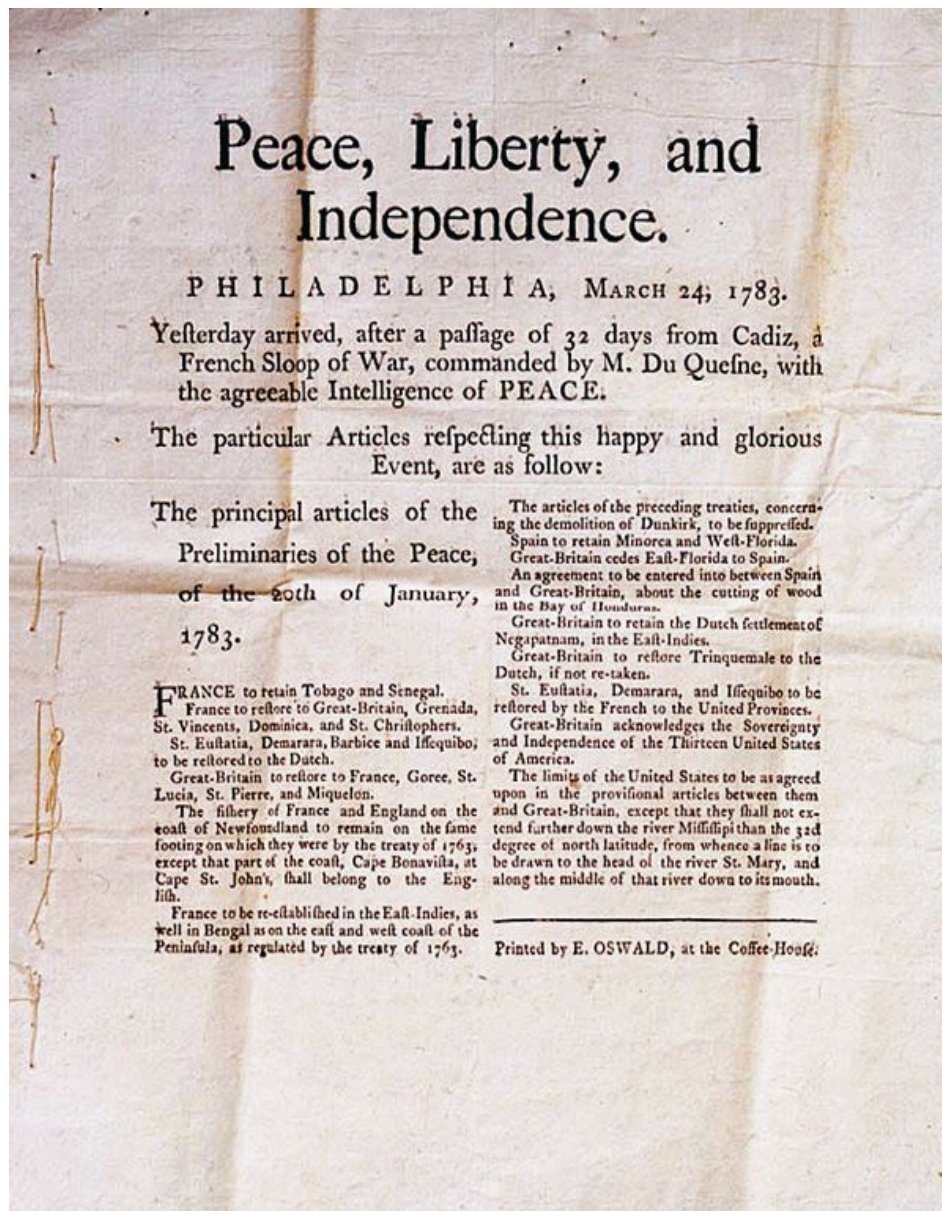 Peace, Liberty, and
Independence.
PHILADELPHIA, MARCH 24, 1783.
Yeſterday arrived, after a paſſage of 32 days from Cadiz, a
French Sloop of War, commanded by M. Du Queſne, with
the agreeable Intelligence of PEACE.
The particular Articles reſpecting this happy and glorious
Event, are as follow:
The principal articles of the
Preliminaries of the Peace,
of the 20th of January,
1783.
FRANCE to retain Tobago and Senegal.
France to reſtore to Great-Britain, Grenada,
St. Vincents, Dominica, and St. Chriſtophers.
St. Euſtatia, Demarara, Barbice and Iſſequibo;
to be reſtored to the Dutch.
Great-Britain to reſtore to France, Goree, St.
Lucia, St. Pierre, and Miquelon.
The fiſhery of France and England on the
coaſt of Newfoundland to remain on the ſame
footing on which they were by the treaty of 1763,
except that part of the coaſt, Cape Bonaviſta, at
Cape St. John's, ſhall belong to the Eng-
liſh.
France to be re-eſtabliſhed in the Eaſt-Indies, as
well in Bengal as on the eaſt and weſt coaſt of the
Peninſula, as regulated by the treaty of 1763.
The articles of the preceding treaties, concern-
ing the demolition of Dunkirk, to be ſuppreſſed.
Spain to retain Minorca and Weſt-Florida.
Great-Britain cedes Eaſt-Florida to Spain.
An agreement to be entered into between Spain
and Great-Britain, about the cutting of wood
in the Bay of Honduras.
Great-Britain to retain the Dutch ſettlement of
Negapatnam, in the Eaſt-Indies.
Great-Britain to reſtore Trinquemale to the
Dutch, if not re-taken.
St. Euſtatia, Demarara, and Iſſequibo to be
reſtored by the French to the United Provinces.
Great-Britain acknowledges the Sovereignty
and Independence of the Thirteen United States
of America.
The limits of the United States to be as agreed
upon in the proviſional articles between them
and Great-Britain, except that they ſhall not ex-
tend further down the river Miſſiſſipi than the 32d
degree of north latitude, from whence a line is to
be drawn to the head of the river St. Mary, and
along the middle of that river down to its mouth.
Printed by E. OSWALD, at the Coffee-Houſe.